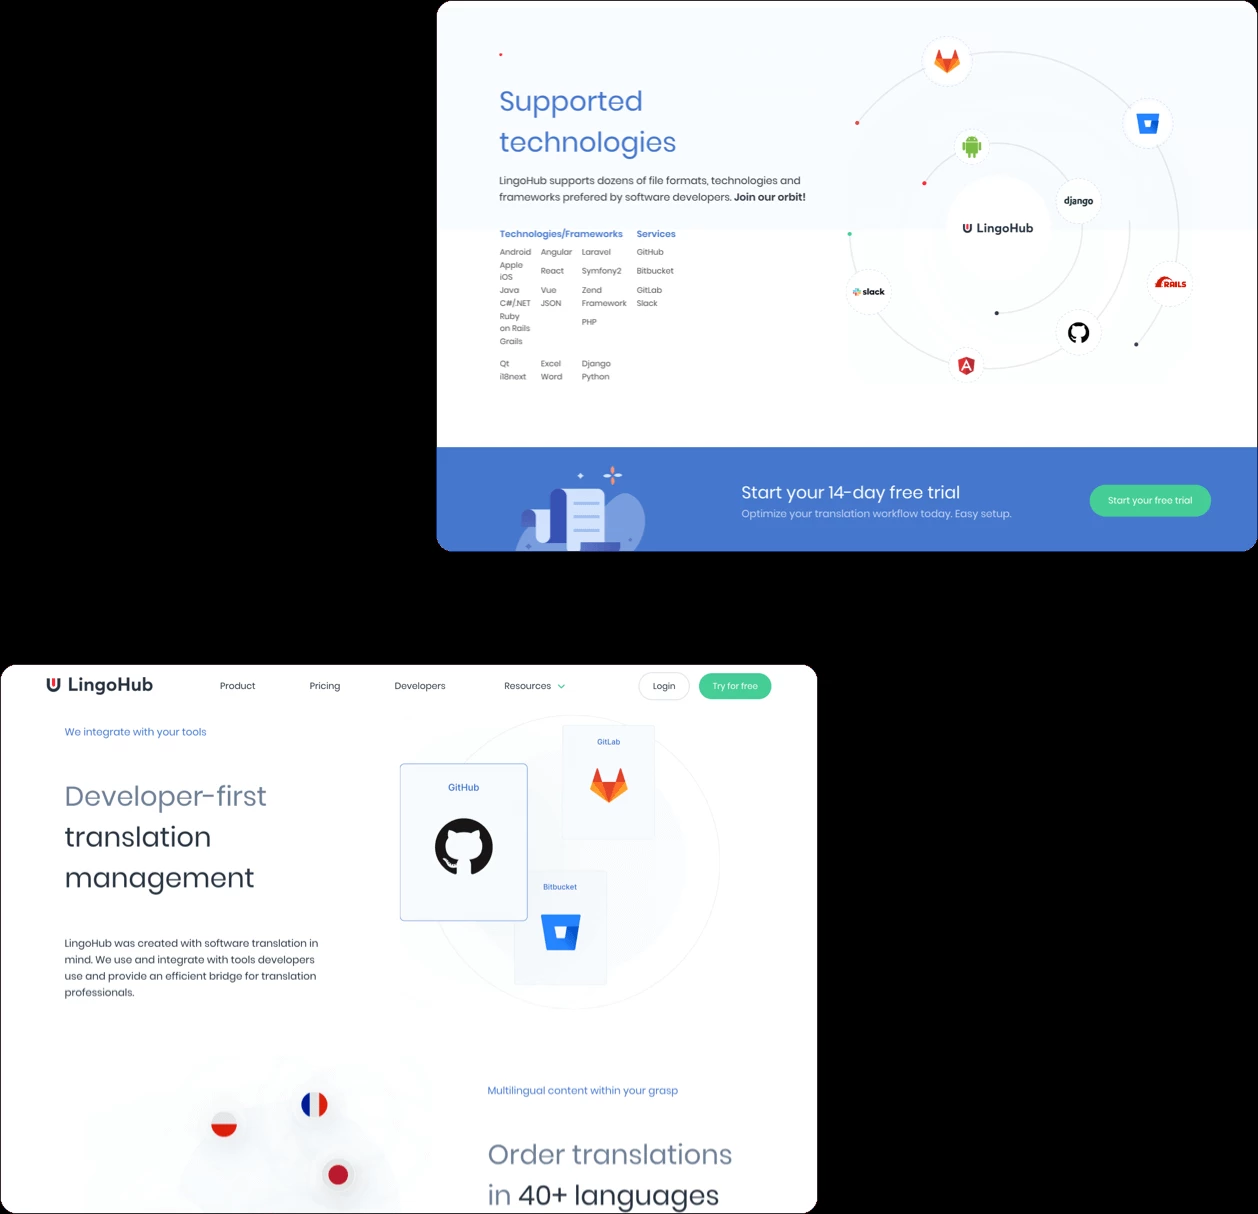 Supported
technologies
LingoHub supports dozens of file formats, technologies and
frameworks prefered by software developers. Join our orbit!
Technologies/Frameworks Services
Android Angular Laravel GitHub
Apple
iOS React Symfony2 Bitbucket
Java Vue Zend GitLab
C#/.NET JSON Framework Slack
Ruby
on Rails PHP
Grails
Qt Excel Django
i18next Word Python
django
LingoHub
slack
RAILS
A
Start your 14-day free trial
Optimize your translation workflow today. Easy setup.
Start your free trial
LingoHub Product Pricing Developers Resources Login Try for free
We integrate with your tools
Developer-first
translation
management
LingoHub was created with software translation in
mind. We use and integrate with tools developers
use and provide an efficient bridge for translation
professionals.
GitLab
GitHub
Bitbucket
Multilingual content within your grasp
Order translations
in 40+ languages